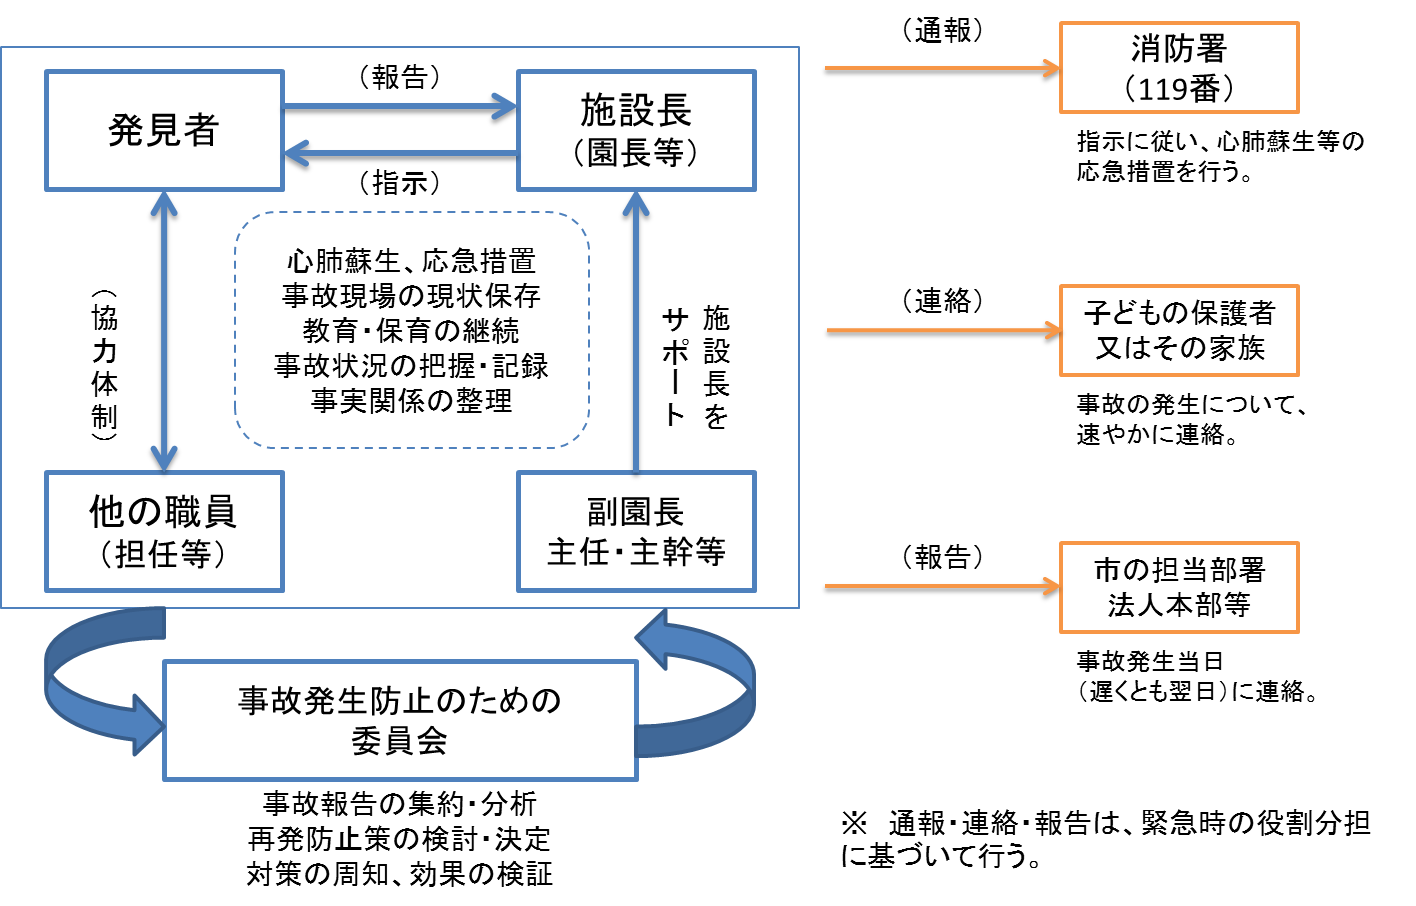 （報告）
発見者
施設長
（園長等）
（指示）
心肺蘇生、応急措置
事故現場の現状保存
教育・保育の継続
事故状況の把握・記録
事実関係の整理
（協力体制）
施設長を
サポート
他の職員
（担任等）
副園長
主任・主幹等
事故発生防止のための
委員会
事故報告の集約・分析
再発防止策の検討・決定
対策の周知、効果の検証
（通報）
消防署
（119番）
指示に従い、心肺蘇生等の
応急措置を行う。
（連絡）
子どもの保護者
又はその家族
事故の発生について、
速やかに連絡。
（報告）
市の担当部署
法人本部等
事故発生当日
（遅くとも翌日）に連絡。
※　通報・連絡・報告は、緊急時の役割分担
に基づいて行う。